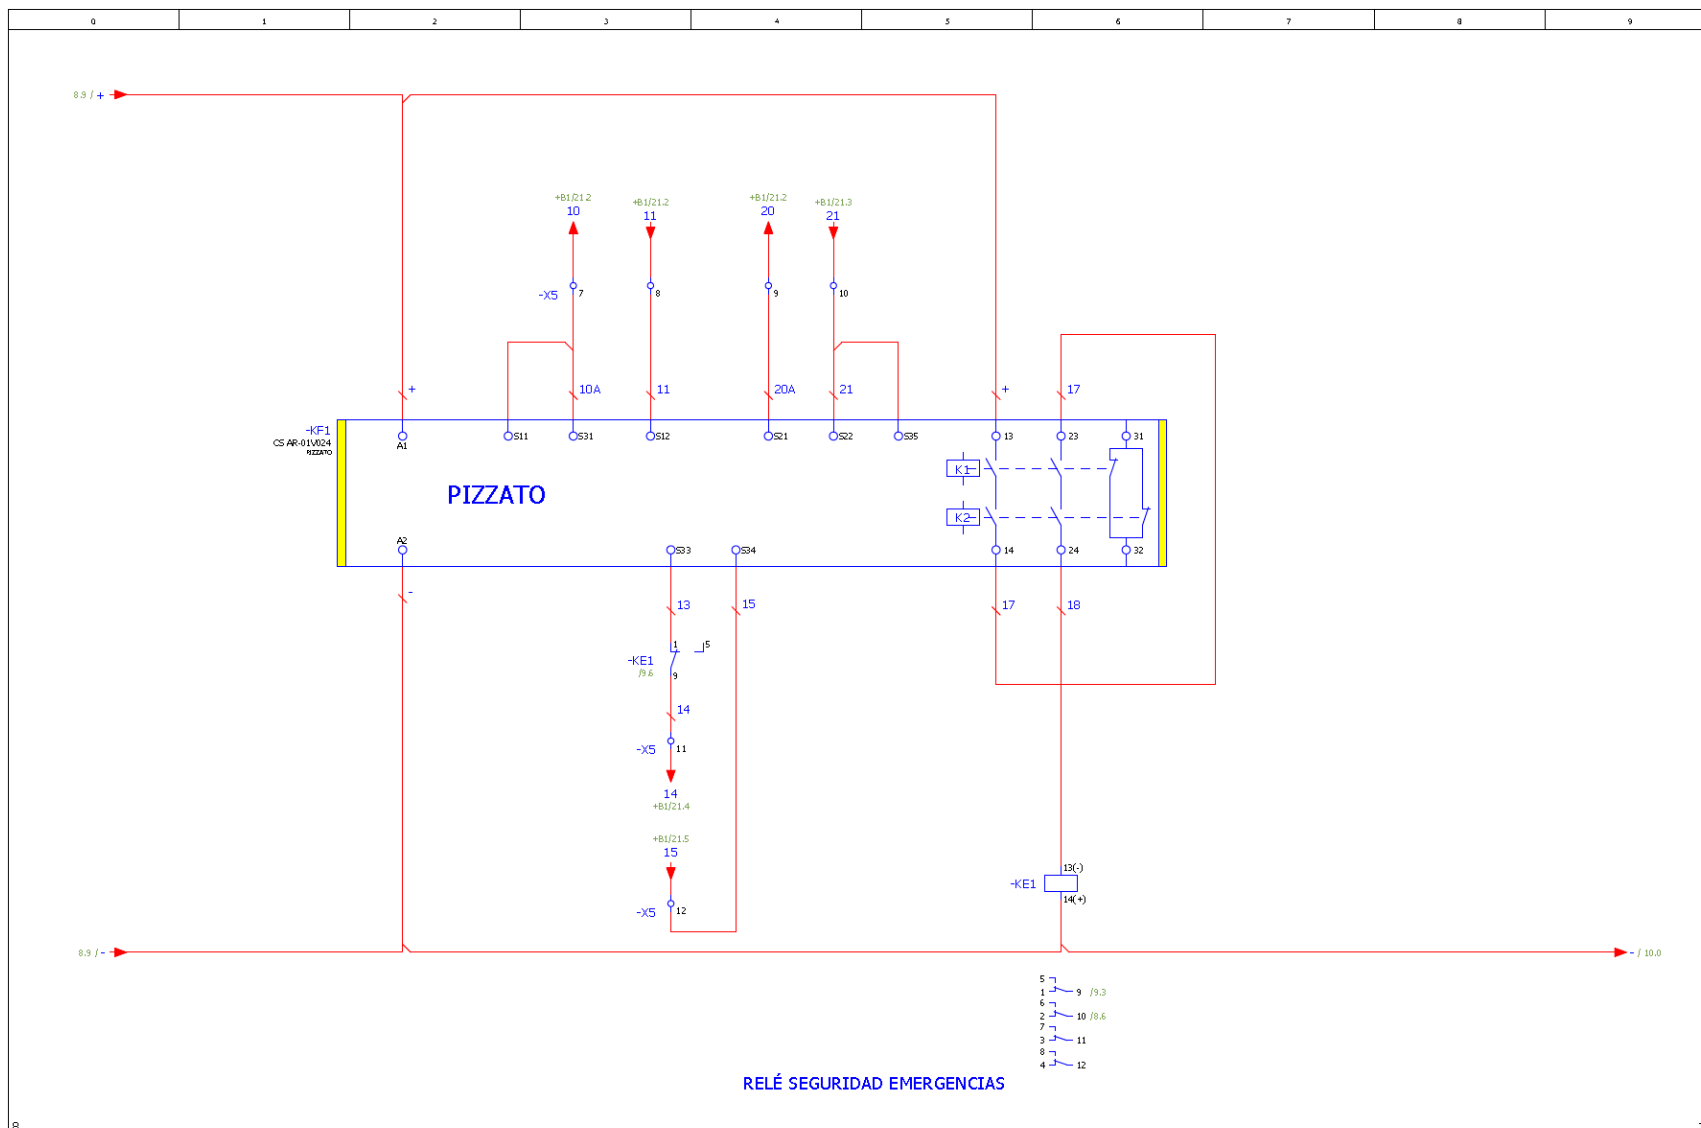 0 1 2 3 4 5 6 7 8 9
8.9 / +
+B1/21.2 +B1/21.2 +B1/21.2 +B1/21.3
10 11 20 21
-X5 7 8 9 10
+ 10A 11 20A 21 + 17
-KF1
CS AR-01V024
PIZZATO
A1 S11 S31 S12 S21 S22 S35 13 23 31
K1
PIZZATO
K2
A2 S33 S34 14 24 32
- 13 15 17 18
1 5
-KE1
/9.6
9
14
-X5 11
14
+B1/21.4
+B1/21.5
15
13(-)
-KE1
14(+)
-X5 12
8.9 / - - / 10.0
5
1 9 /9.3
6
2 10 /8.6
7
3 11
8
4 12
RELÉ SEGURIDAD EMERGENCIAS
8